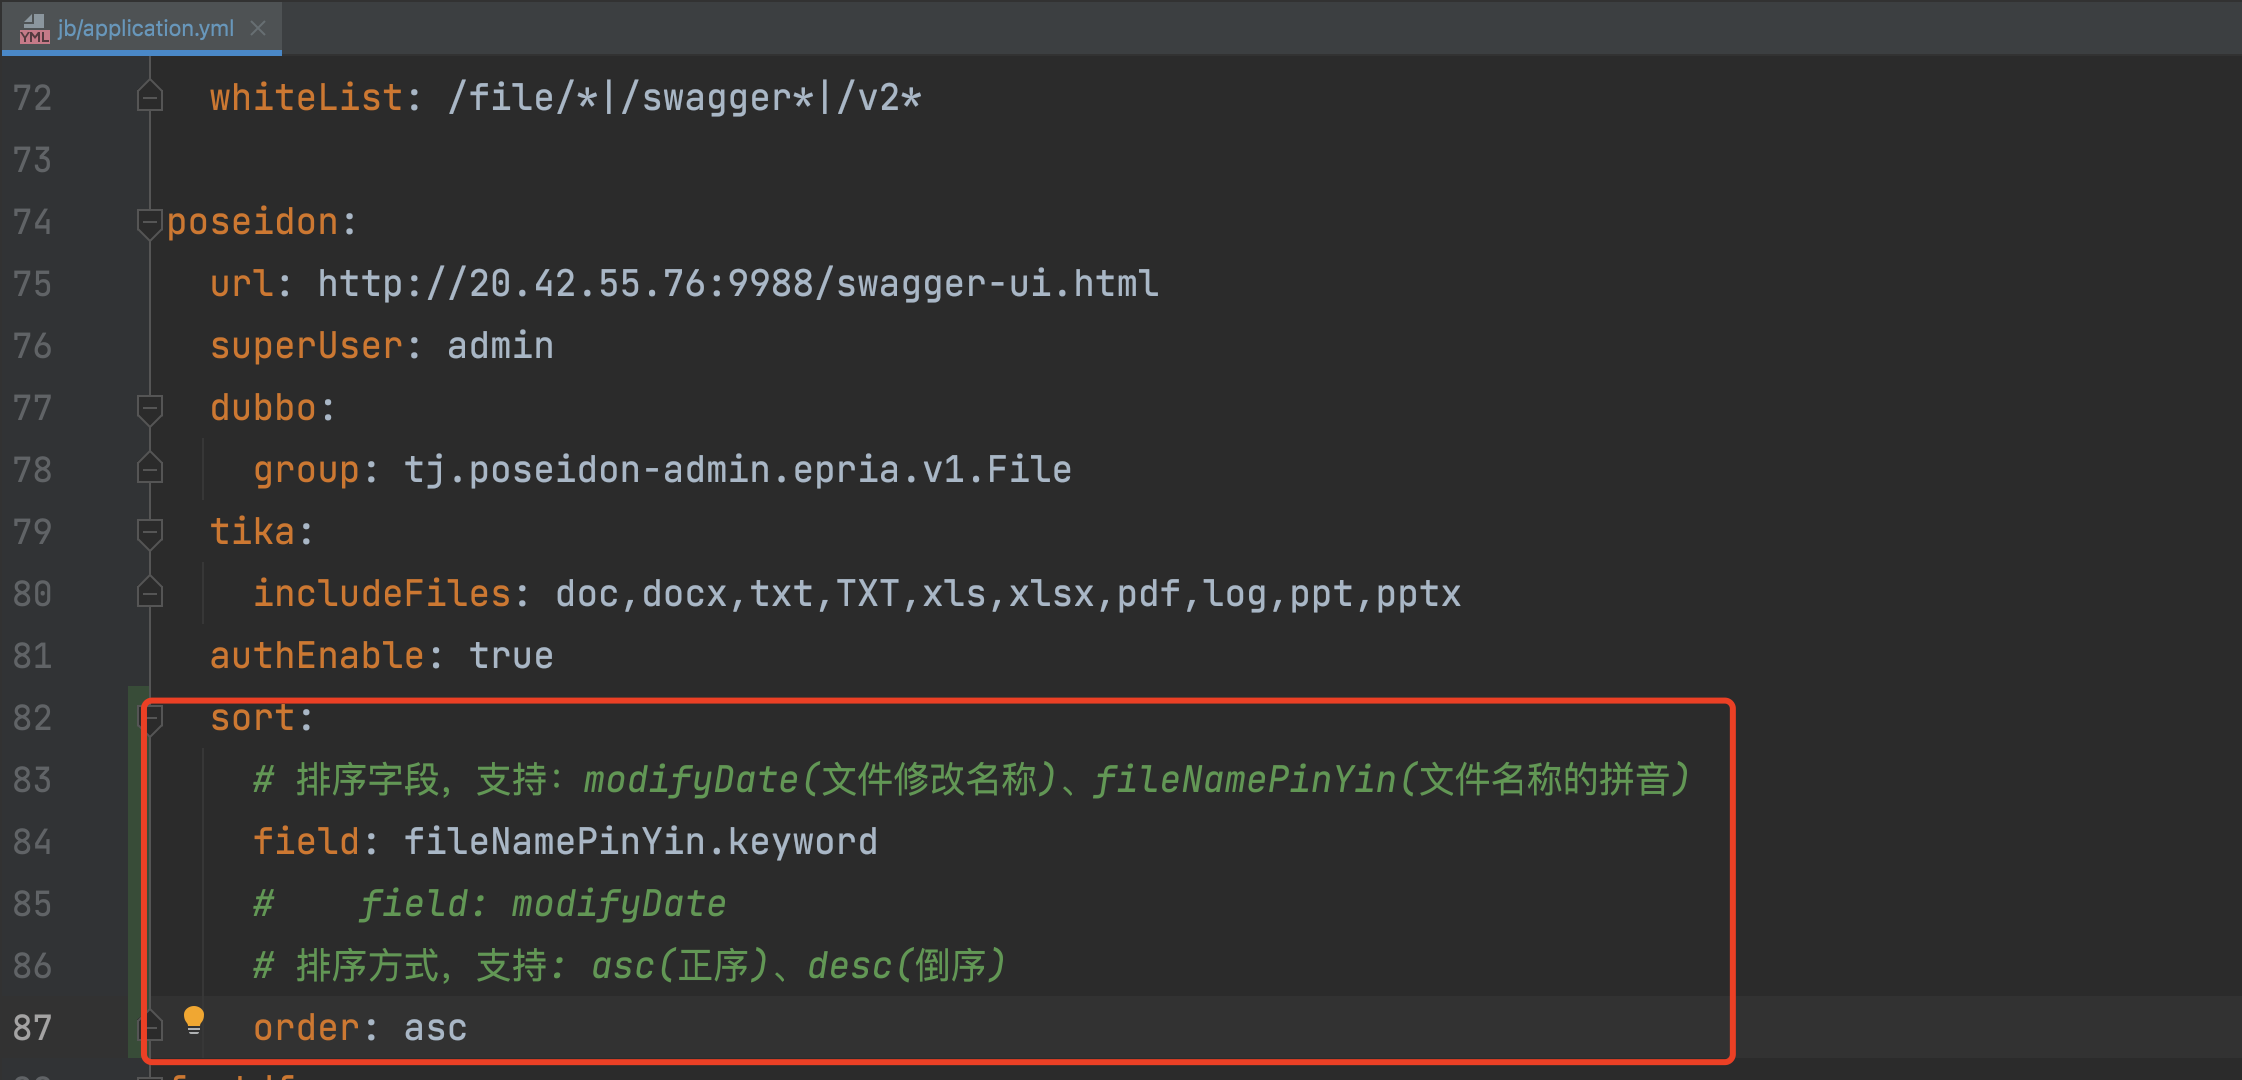 YML jb/application.yml
72 whiteList: /file/*|/swagger*|/v2*
73
74 poseidon:
75 url: http://20.42.55.76:9988/swagger-ui.html
76 superUser: admin
77 dubbo:
78 group: tj.poseidon-admin.epria.v1.File
79 tika:
80 includeFiles: doc,docx,txt,TXT,xls,xlsx,pdf,log,ppt,pptx
81 authEnable: true
82 sort:
83 # 排序字段，支持：modifyDate(文件修改名称)、fileNamePinYin(文件名称的拼音)
84 field: fileNamePinYin.keyword
85 # field: modifyDate
86 # 排序方式，支持: asc(正序)、desc(倒序)
87 order: asc